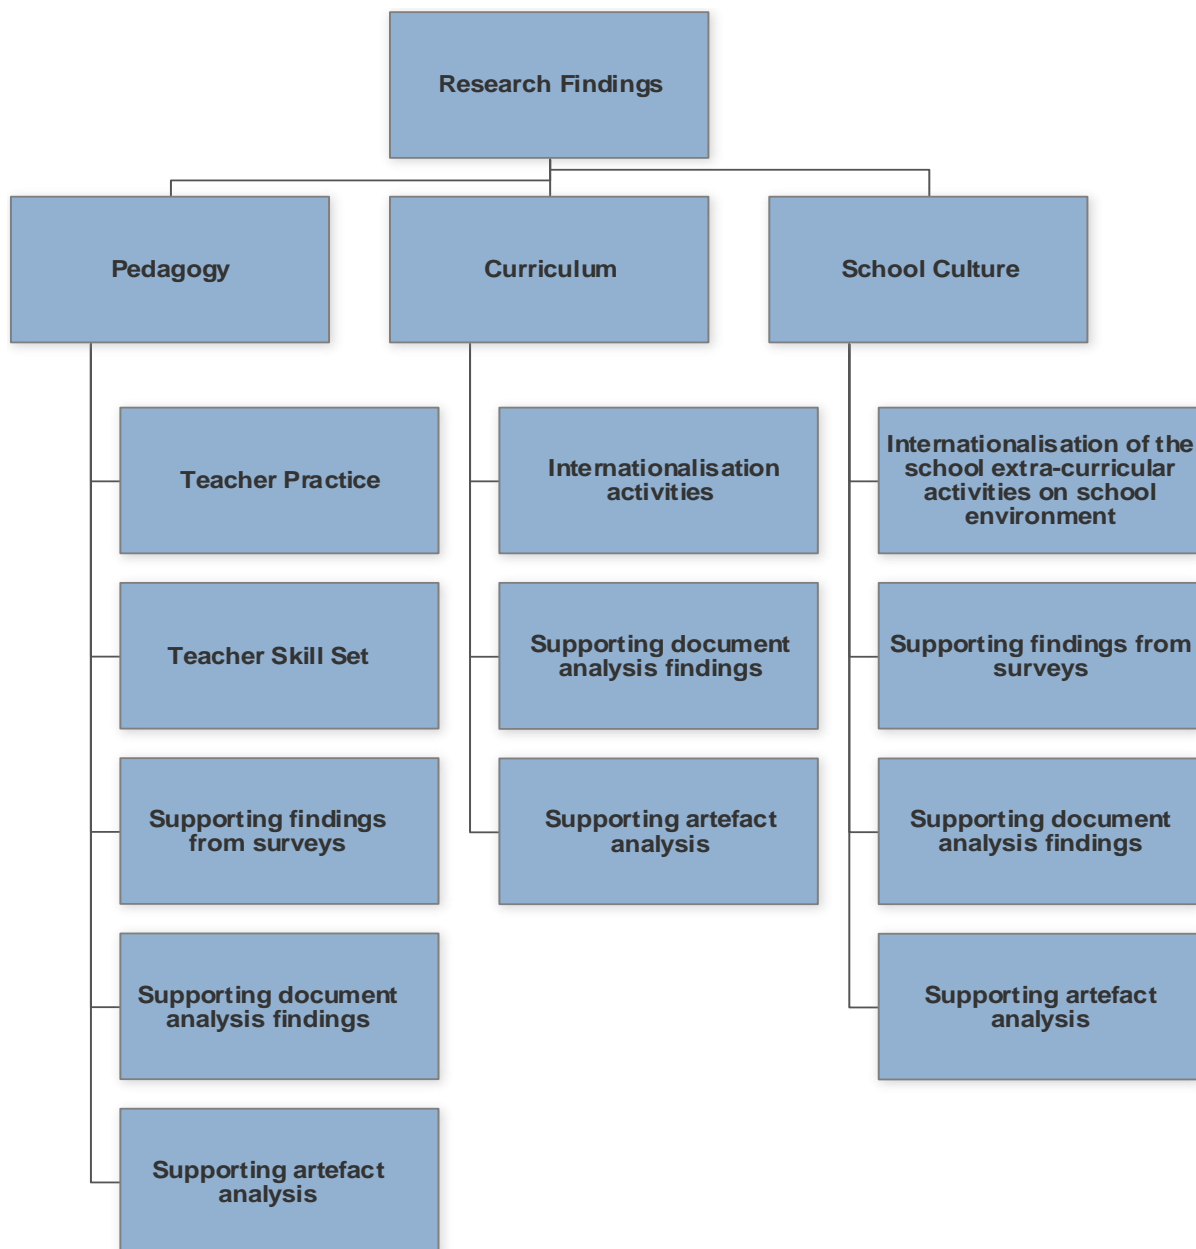 Research Findings
Pedagogy
Curriculum
School Culture
Teacher Practice
Teacher Skill Set
Supporting findings
from surveys
Supporting document
analysis findings
Supporting artefact
analysis
Internationalisation
activities
Supporting document
analysis findings
Supporting artefact
analysis
Internationalisation of the
school extra-curricular
activities on school
environment
Supporting findings from
surveys
Supporting document
analysis findings
Supporting artefact
analysis